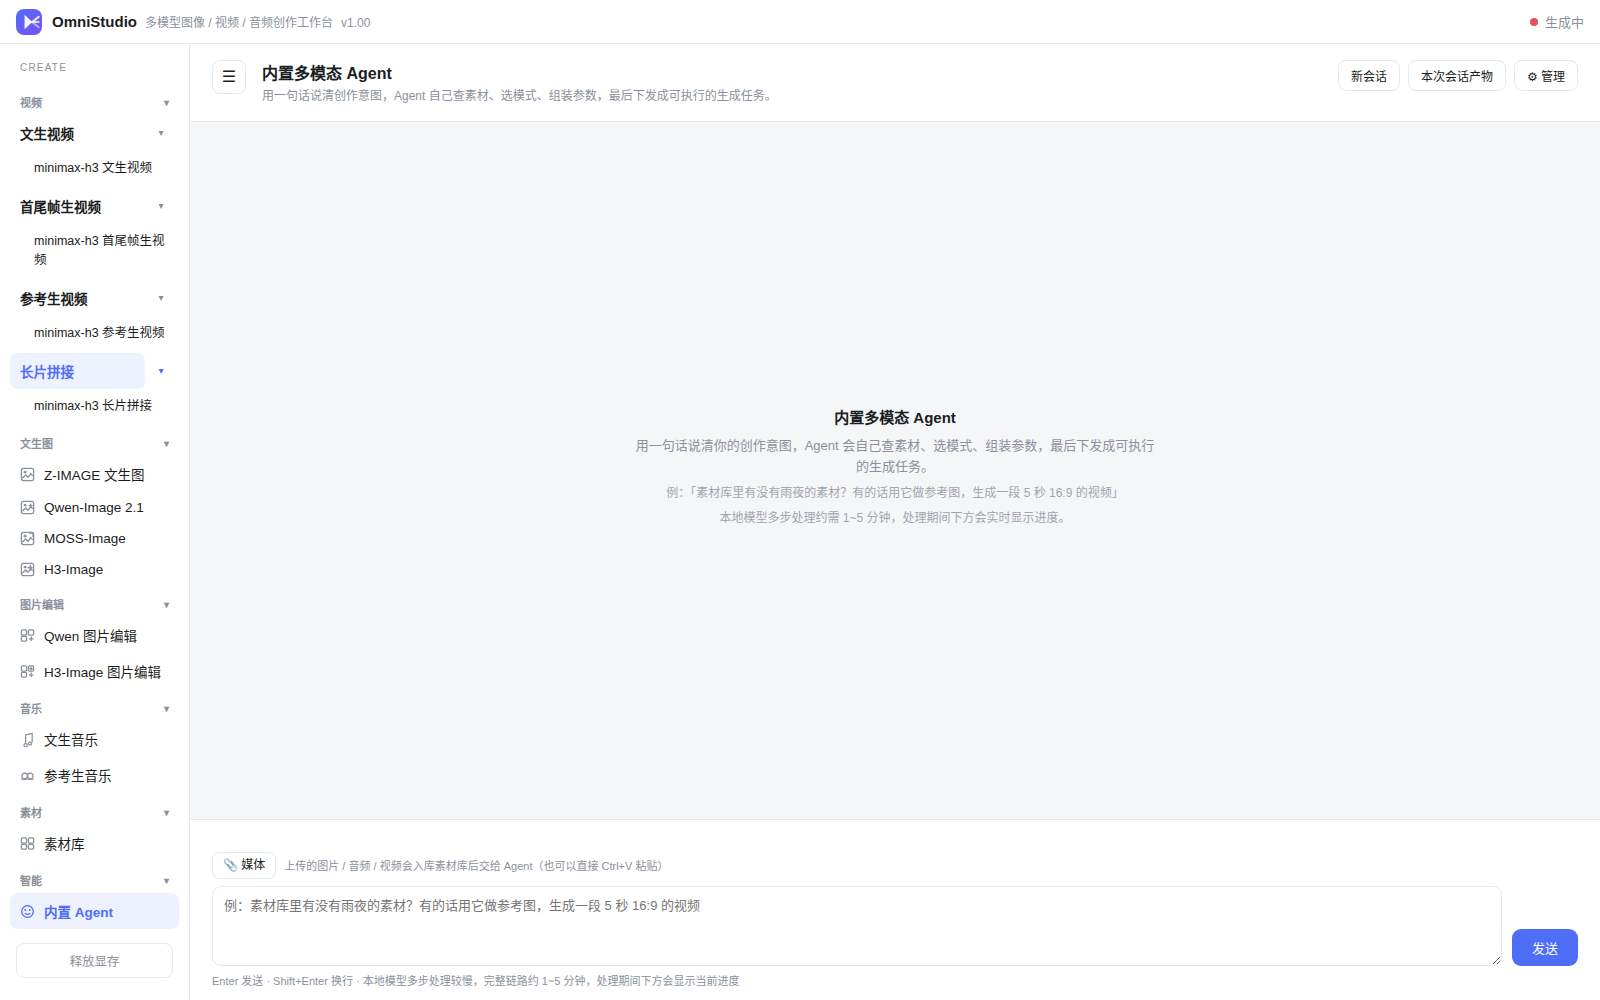 OmniStudio 多模型图像 / 视频 / 音频创作工作台 v1.00
生成中
CREATE
视频
文生视频
minimax-h3 文生视频
首尾帧生视频
minimax-h3 首尾帧生视
频
参考生视频
minimax-h3 参考生视频
长片拼接
minimax-h3 长片拼接
文生图
Z-IMAGE 文生图
Qwen-Image 2.1
MOSS-Image
H3-Image
图片编辑
Qwen 图片编辑
H3-Image 图片编辑
音乐
文生音乐
参考生音乐
素材
素材库
智能
内置 Agent
释放显存
内置多模态 Agent
用一句话说清创作意图，Agent 自己查素材、选模式、组装参数，最后下发成可执行的生成任务。
新会话
本次会话产物
⚙ 管理
内置多模态 Agent
用一句话说清你的创作意图，Agent 会自己查素材、选模式、组装参数，最后下发成可执行
的生成任务。
例：「素材库里有没有雨夜的素材？有的话用它做参考图，生成一段 5 秒 16:9 的视频」
本地模型多步处理约需 1~5 分钟，处理期间下方会实时显示进度。
📎 媒体
上传的图片 / 音频 / 视频会入库素材库后交给 Agent（也可以直接 Ctrl+V 粘贴）
例：素材库里有没有雨夜的素材？有的话用它做参考图，生成一段 5 秒 16:9 的视频
发送
Enter 发送 · Shift+Enter 换行 · 本地模型多步处理较慢，完整链路约 1~5 分钟，处理期间下方会显示当前进度